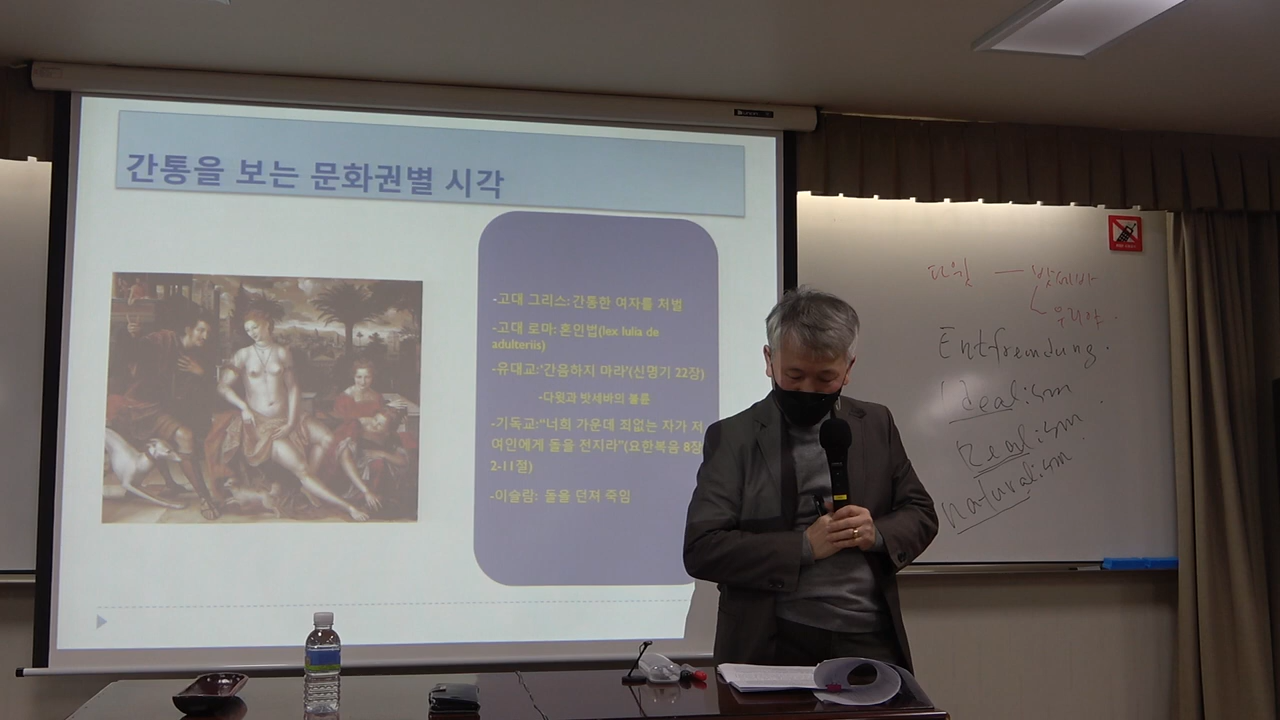 간통을 보는 문화권별 시각
-고대 그리스: 간통한 여자를 처벌
-고대 로마: 혼인법(lex Iulia de
adulteriis)
-유대교:'간음하지 마라'(신명기 22장)
-다윗과 밧세바의 불륜
-기독교:"너희 가운데 죄없는 자가 저
여인에게 돌을 던지라"(요한복음 8장
2-11절)
-이슬람: 돌을 던져 죽임
다윗 — 밧세바
우리야.
Entfremdung.
Idealism
Realism.
naturalism